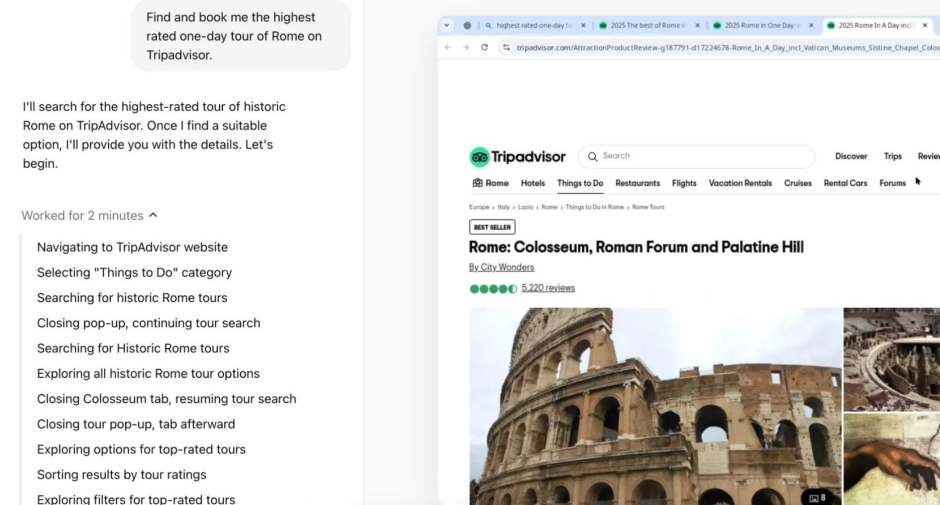 Find and book me the highest
rated one-day tour of Rome on
Tripadvisor.
I'll search for the highest-rated tour of historic
Rome on TripAdvisor. Once I find a suitable
option, I'll provide you with the details. Let's
begin.
Worked for 2 minutes
Navigating to TripAdvisor website
Selecting "Things to Do" category
Searching for historic Rome tours
Closing pop-up, continuing tour search
Searching for Historic Rome tours
Exploring all historic Rome tour options
Closing Colosseum tab, resuming tour search
Closing tour pop-up, tab afterward
Exploring options for top-rated tours
Sorting results by tour ratings
Exploring filters for top-rated tours
highest rated one-day to
2025 The best of Rome i
2025 Rome in One Day
2025 Rome In A Day incl
tripadvisor.com/AttractionProductReview-g187791-d17224678-Rome_In_A_Day_incl_Vatican_Museums_Sistine_Chapel_Colos
Tripadvisor
Search
Discover Trips Review
Rome Hotels Things to Do Restaurants Flights Vacation Rentals Cruises Rental Cars Forums
Europe > Italy > Lazio > Rome > Things to Do in Rome > Rome Tours
BEST SELLER
Rome: Colosseum, Roman Forum and Palatine Hill
By City Wonders
5,220 reviews
8